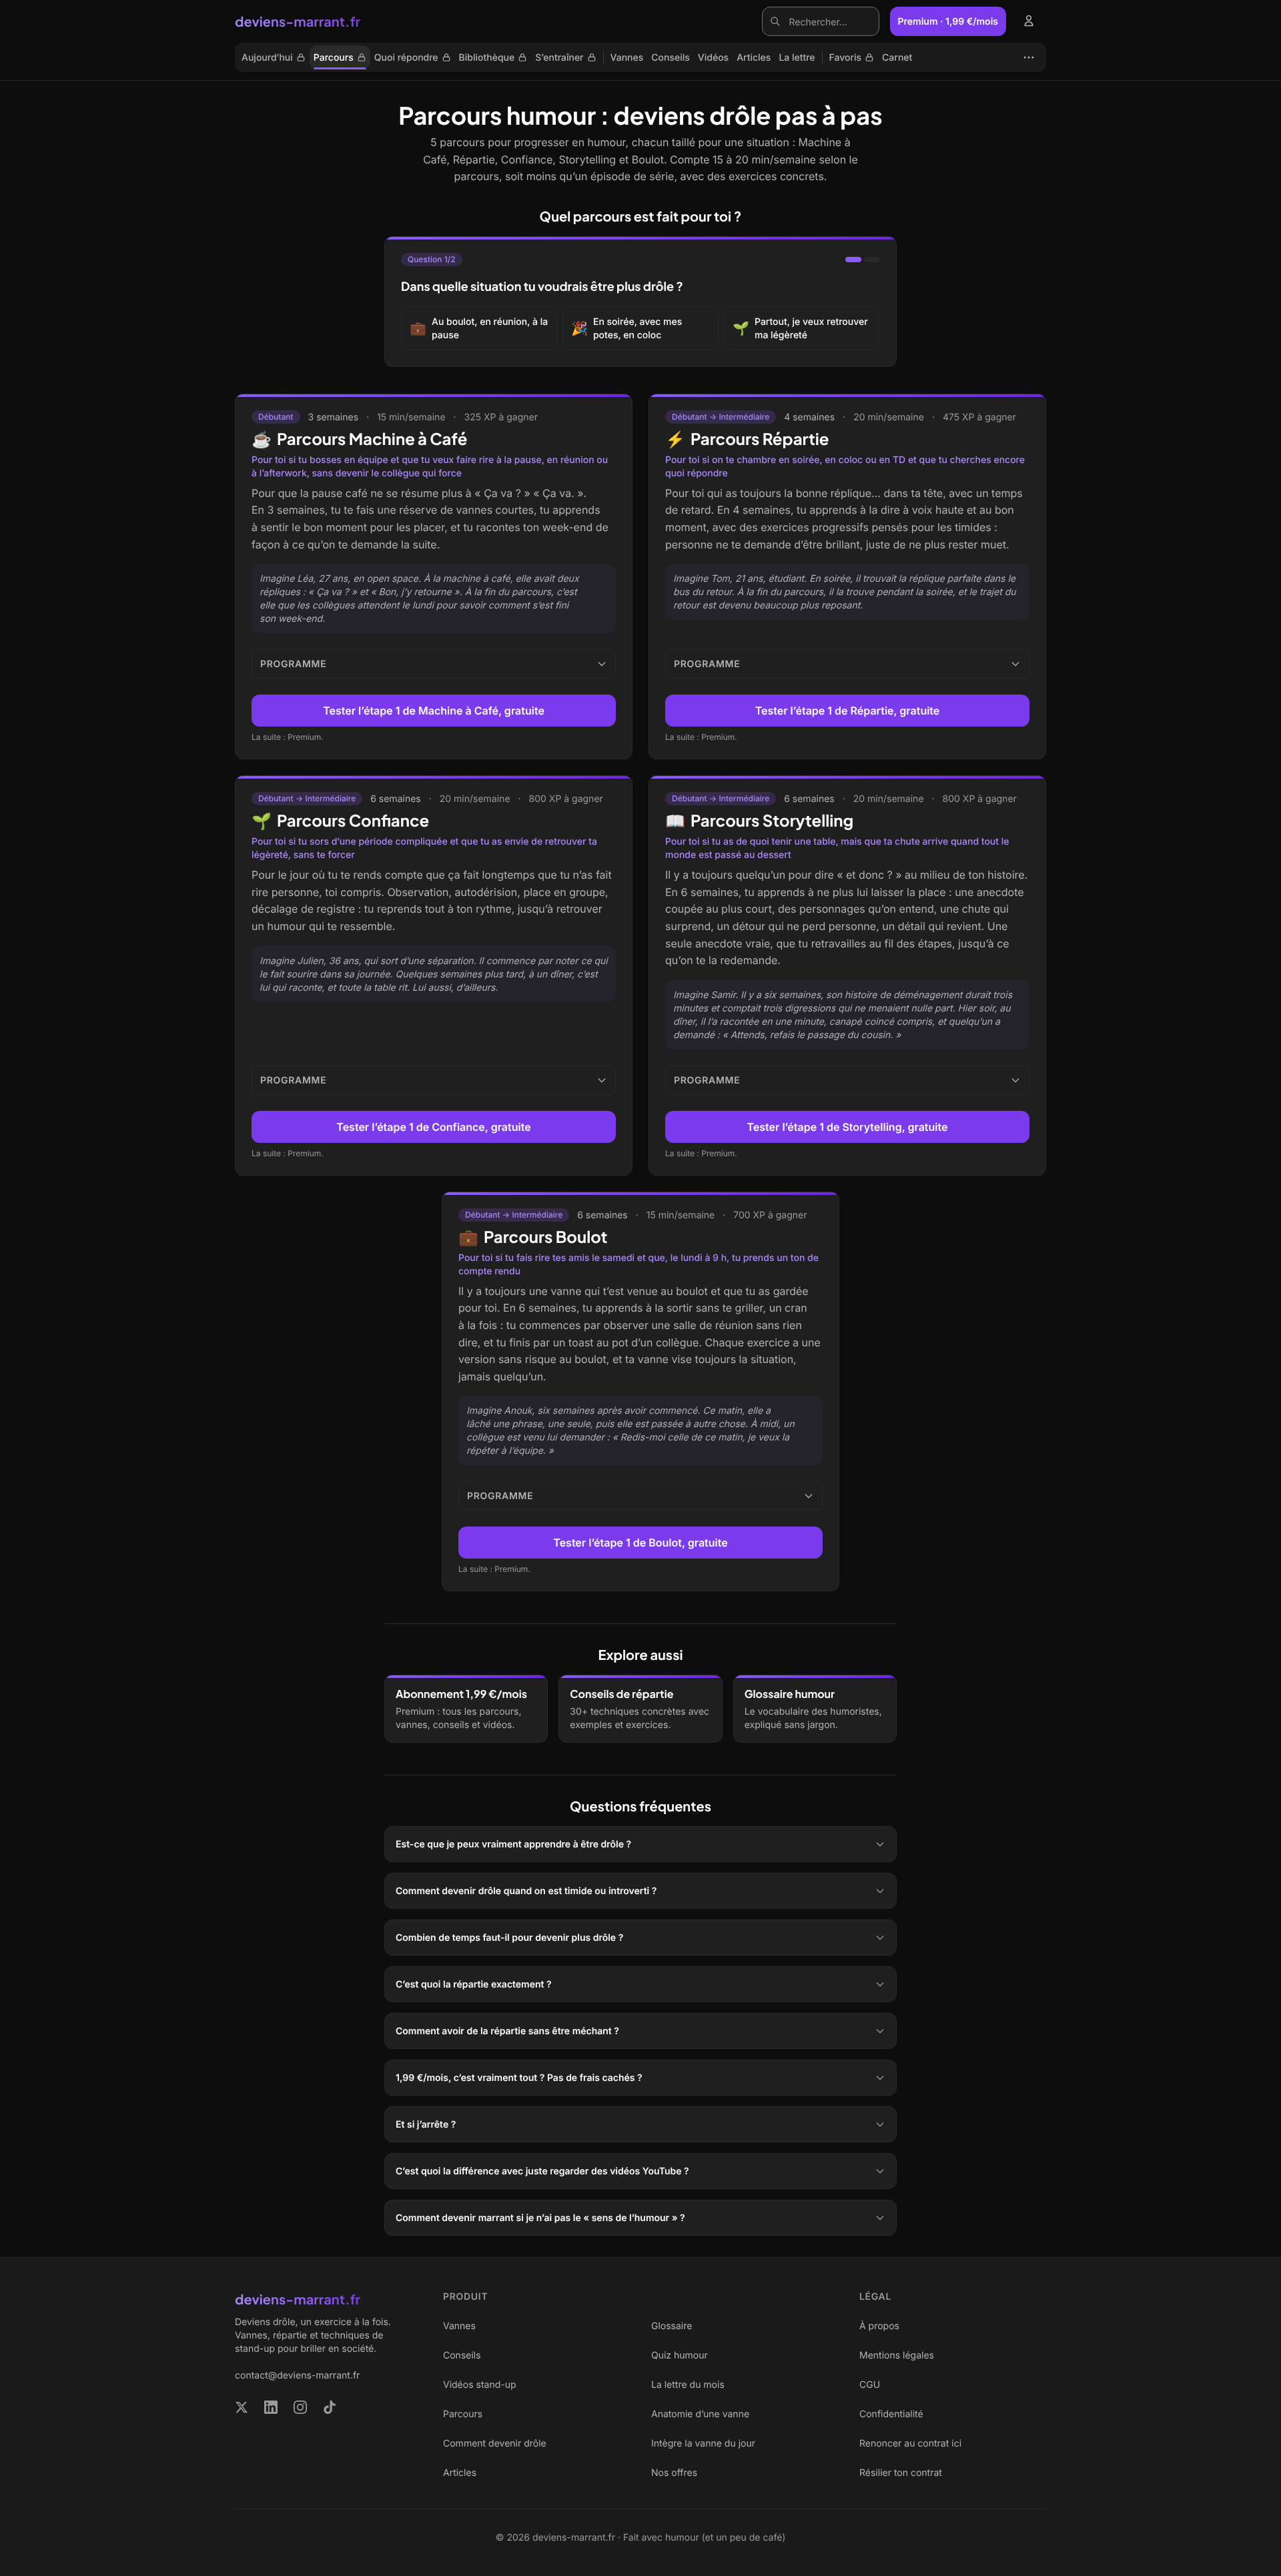 deviens-marrant.fr
Rechercher...
Premium · 1,99 €/mois
Aujourd’hui
Parcours
Quoi répondre
Bibliothèque
S’entraîner
Vannes
Conseils
Vidéos
Articles
La lettre
Favoris
Carnet
Parcours humour : deviens drôle pas à pas
5 parcours pour progresser en humour, chacun taillé pour une situation : Machine à
Café, Répartie, Confiance, Storytelling et Boulot. Compte 15 à 20 min/semaine selon le
parcours, soit moins qu’un épisode de série, avec des exercices concrets.
Quel parcours est fait pour toi ?
Question 1/2
Dans quelle situation tu voudrais être plus drôle ?
Au boulot, en réunion, à la
pause
En soirée, avec mes
potes, en coloc
Partout, je veux retrouver
ma légèreté
Débutant 3 semaines · 15 min/semaine · 325 XP à gagner
Parcours Machine à Café
Pour toi si tu bosses en équipe et que tu veux faire rire à la pause, en réunion ou
à l’afterwork, sans devenir le collègue qui force
Pour que la pause café ne se résume plus à « Ça va ? » « Ça va. ».
En 3 semaines, tu te fais une réserve de vannes courtes, tu apprends
à sentir le bon moment pour les placer, et tu racontes ton week-end de
façon à ce qu’on te demande la suite.
Imagine Léa, 27 ans, en open space. À la machine à café, elle avait deux
répliques : « Ça va ? » et « Bon, j’y retourne ». À la fin du parcours, c’est
elle que les collègues attendent le lundi pour savoir comment s’est fini
son week-end.
PROGRAMME
Tester l’étape 1 de Machine à Café, gratuite
La suite : Premium.
Débutant → Intermédiaire 4 semaines · 20 min/semaine · 475 XP à gagner
Parcours Répartie
Pour toi si on te chambre en soirée, en coloc ou en TD et que tu cherches encore
quoi répondre
Pour toi qui as toujours la bonne réplique... dans ta tête, avec un temps
de retard. En 4 semaines, tu apprends à la dire à voix haute et au bon
moment, avec des exercices progressifs pensés pour les timides :
personne ne te demande d’être brillant, juste de ne plus rester muet.
Imagine Tom, 21 ans, étudiant. En soirée, il trouvait la réplique parfaite dans le
bus du retour. À la fin du parcours, il la trouve pendant la soirée, et le trajet du
retour est devenu beaucoup plus reposant.
PROGRAMME
Tester l’étape 1 de Répartie, gratuite
La suite : Premium.
Débutant → Intermédiaire 6 semaines · 20 min/semaine · 800 XP à gagner
Parcours Confiance
Pour toi si tu sors d’une période compliquée et que tu as envie de retrouver ta
légèreté, sans te forcer
Pour le jour où tu te rends compte que ça fait longtemps que tu n’as fait
rire personne, toi compris. Observation, autodérision, place en groupe,
décalage de registre : tu reprends tout à ton rythme, jusqu’à retrouver
un humour qui te ressemble.
Imagine Julien, 36 ans, qui sort d’une séparation. Il commence par noter ce qui
le fait sourire dans sa journée. Quelques semaines plus tard, à un dîner, c’est
lui qui raconte, et toute la table rit. Lui aussi, d’ailleurs.
PROGRAMME
Tester l’étape 1 de Confiance, gratuite
La suite : Premium.
Débutant → Intermédiaire 6 semaines · 20 min/semaine · 800 XP à gagner
Parcours Storytelling
Pour toi si tu as de quoi tenir une table, mais que ta chute arrive quand tout le
monde est passé au dessert
Il y a toujours quelqu’un pour dire « et donc ? » au milieu de ton histoire.
En 6 semaines, tu apprends à ne plus lui laisser la place : une anecdote
coupée au plus court, des personnages qu’on entend, une chute qui
surprend, un détour qui ne perd personne, un détail qui revient. Une
seule anecdote vraie, que tu retravailles au fil des étapes, jusqu’à ce
qu’on te la redemande.
Imagine Samir. Il y a six semaines, son histoire de déménagement durait trois
minutes et comptait trois digressions qui ne menaient nulle part. Hier soir, au
dîner, il l’a racontée en une minute, canapé coincé compris, et quelqu’un a
demandé : « Attends, refais le passage du cousin. »
PROGRAMME
Tester l’étape 1 de Storytelling, gratuite
La suite : Premium.
Débutant → Intermédiaire 6 semaines · 15 min/semaine · 700 XP à gagner
Parcours Boulot
Pour toi si tu fais rire tes amis le samedi et que, le lundi à 9 h, tu prends un ton de
compte rendu
Il y a toujours une vanne qui t’est venue au boulot et que tu as gardée
pour toi. En 6 semaines, tu apprends à la sortir sans te griller, un cran
à la fois : tu commences par observer une salle de réunion sans rien
dire, et tu finis par un toast au pot d’un collègue. Chaque exercice a une
version sans risque au boulot, et ta vanne vise toujours la situation,
jamais quelqu’un.
Imagine Anouk, six semaines après avoir commencé. Ce matin, elle a
lâché une phrase, une seule, puis elle est passée à autre chose. À midi, un
collègue est venu lui demander : « Redis-moi celle de ce matin, je veux la
répéter à l’équipe. »
PROGRAMME
Tester l’étape 1 de Boulot, gratuite
La suite : Premium.
Explore aussi
Abonnement 1,99 €/mois
Premium : tous les parcours,
vannes, conseils et vidéos.
Conseils de répartie
30+ techniques concrètes avec
exemples et exercices.
Glossaire humour
Le vocabulaire des humoristes,
expliqué sans jargon.
Questions fréquentes
Est-ce que je peux vraiment apprendre à être drôle ?
Comment devenir drôle quand on est timide ou introverti ?
Combien de temps faut-il pour devenir plus drôle ?
C’est quoi la répartie exactement ?
Comment avoir de la répartie sans être méchant ?
1,99 €/mois, c’est vraiment tout ? Pas de frais cachés ?
Et si j’arrête ?
C’est quoi la différence avec juste regarder des vidéos YouTube ?
Comment devenir marrant si je n’ai pas le « sens de l’humour » ?
deviens-marrant.fr
Deviens drôle, un exercice à la fois.
Vannes, répartie et techniques de
stand-up pour briller en société.
contact@deviens-marrant.fr
PRODUIT
Vannes
Conseils
Vidéos stand-up
Parcours
Comment devenir drôle
Articles
Glossaire
Quiz humour
La lettre du mois
Anatomie d’une vanne
Intègre la vanne du jour
Nos offres
LÉGAL
À propos
Mentions légales
CGU
Confidentialité
Renoncer au contrat ici
Résilier ton contrat
© 2026 deviens-marrant.fr · Fait avec humour (et un peu de café)